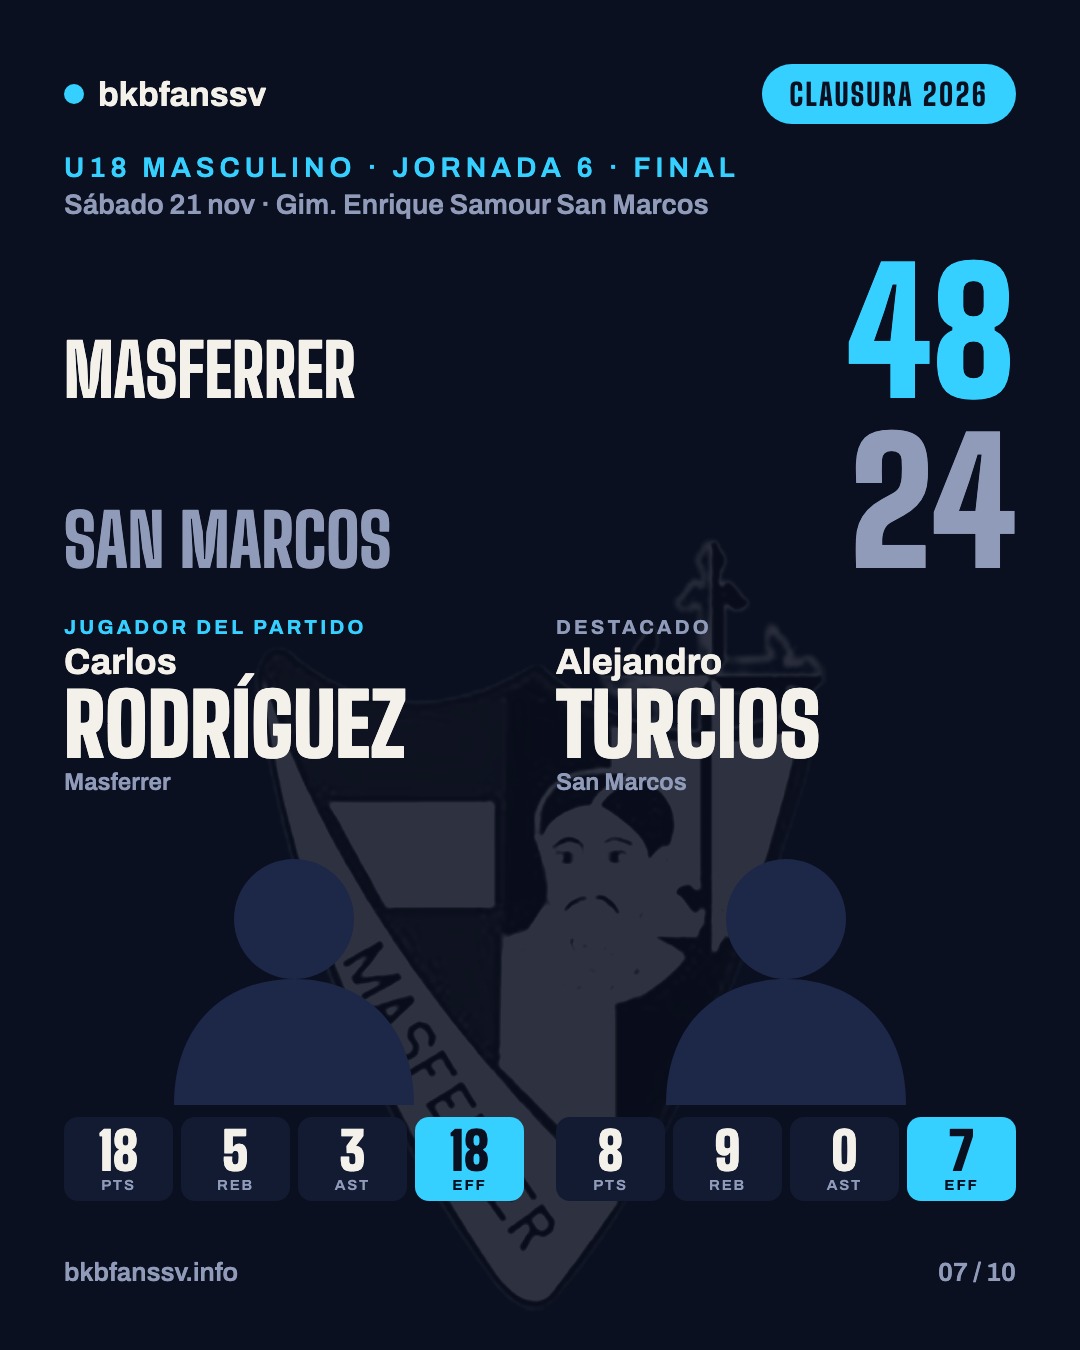 bkbfanssv
CLAUSURA 2026
U18 MASCULINO · JORNADA 6 · FINAL
Sábado 21 nov · Gim. Enrique Samour San Marcos
MASFERRER
48
SAN MARCOS
24
JUGADOR DEL PARTIDO
Carlos
RODRÍGUEZ
Masferrer
DESTACADO
Alejandro
TURCIOS
San Marcos
MASFERRER
18 5 3 18
PTS REB AST EFF
8 9 0 7
PTS REB AST EFF
bkbfanssv.info
07 / 10